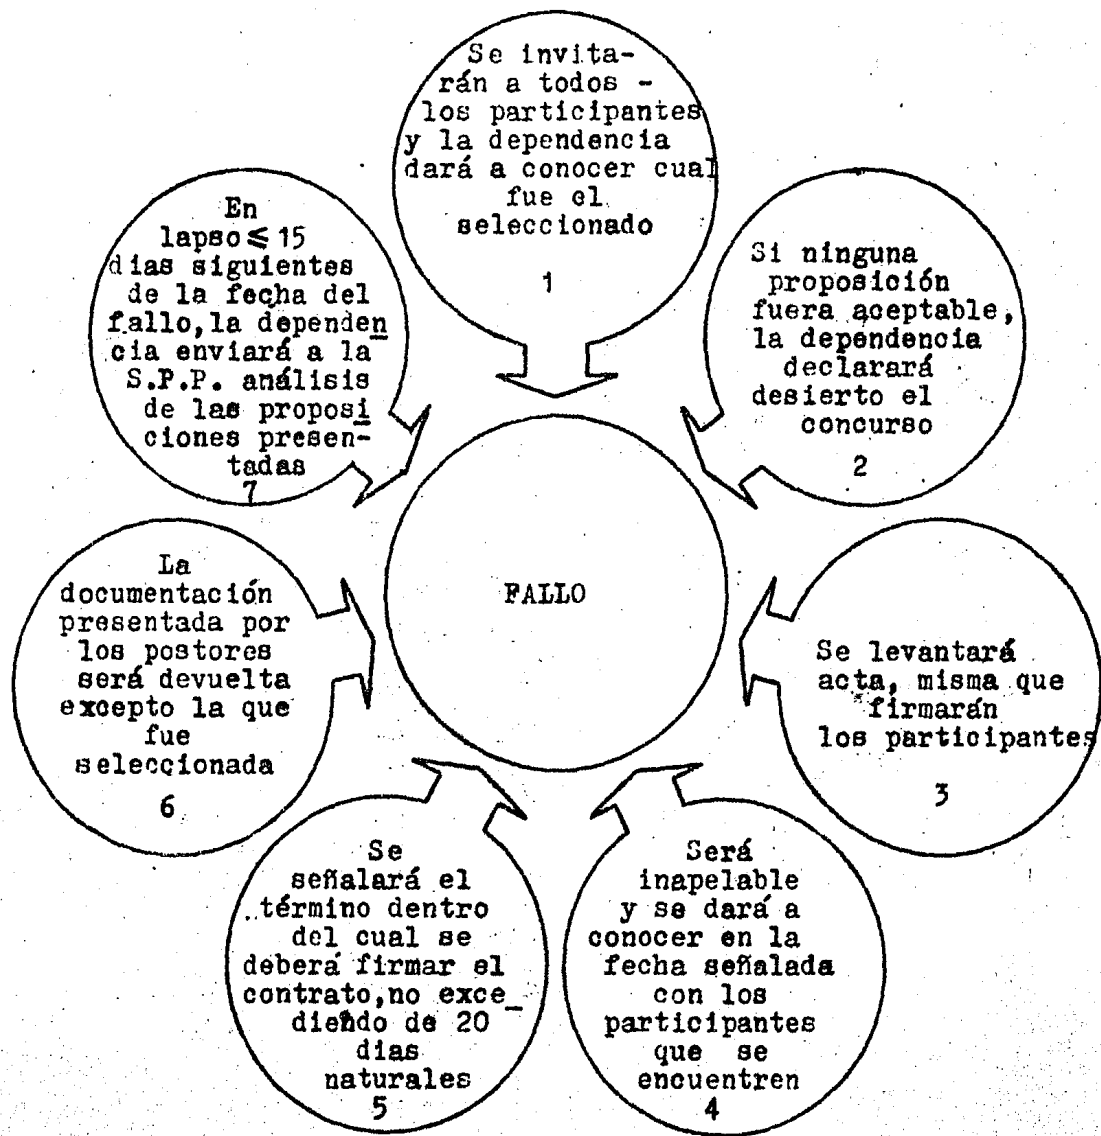 Se invita-
rán a todos -
los participantes
y la dependencia
dará a conocer cual
fue el
seleccionado
1
Si ninguna
proposición
fuera aceptable,
la dependencia
declarará
desierto el
concurso
2
Se levantará
acta, misma que
firmarán
los participantes
3
Será
inapelable
y se dará a
conocer en la
fecha señalada
con los
participantes
que se
encuentren
4
Se
señalará el
término dentro
del cual se
deberá firmar el
contrato, no exce_
diendo de 20
dias
naturales
5
La
documentación
presentada por
los postores
será devuelta
excepto la que
fue
seleccionada
6
En
lapso ≤ 15
dias siguientes
de la fecha del
fallo, la dependen
cia enviará a la
S.P.P. análisis
de las proposi
ciones presen-
tadas
7
FALLO